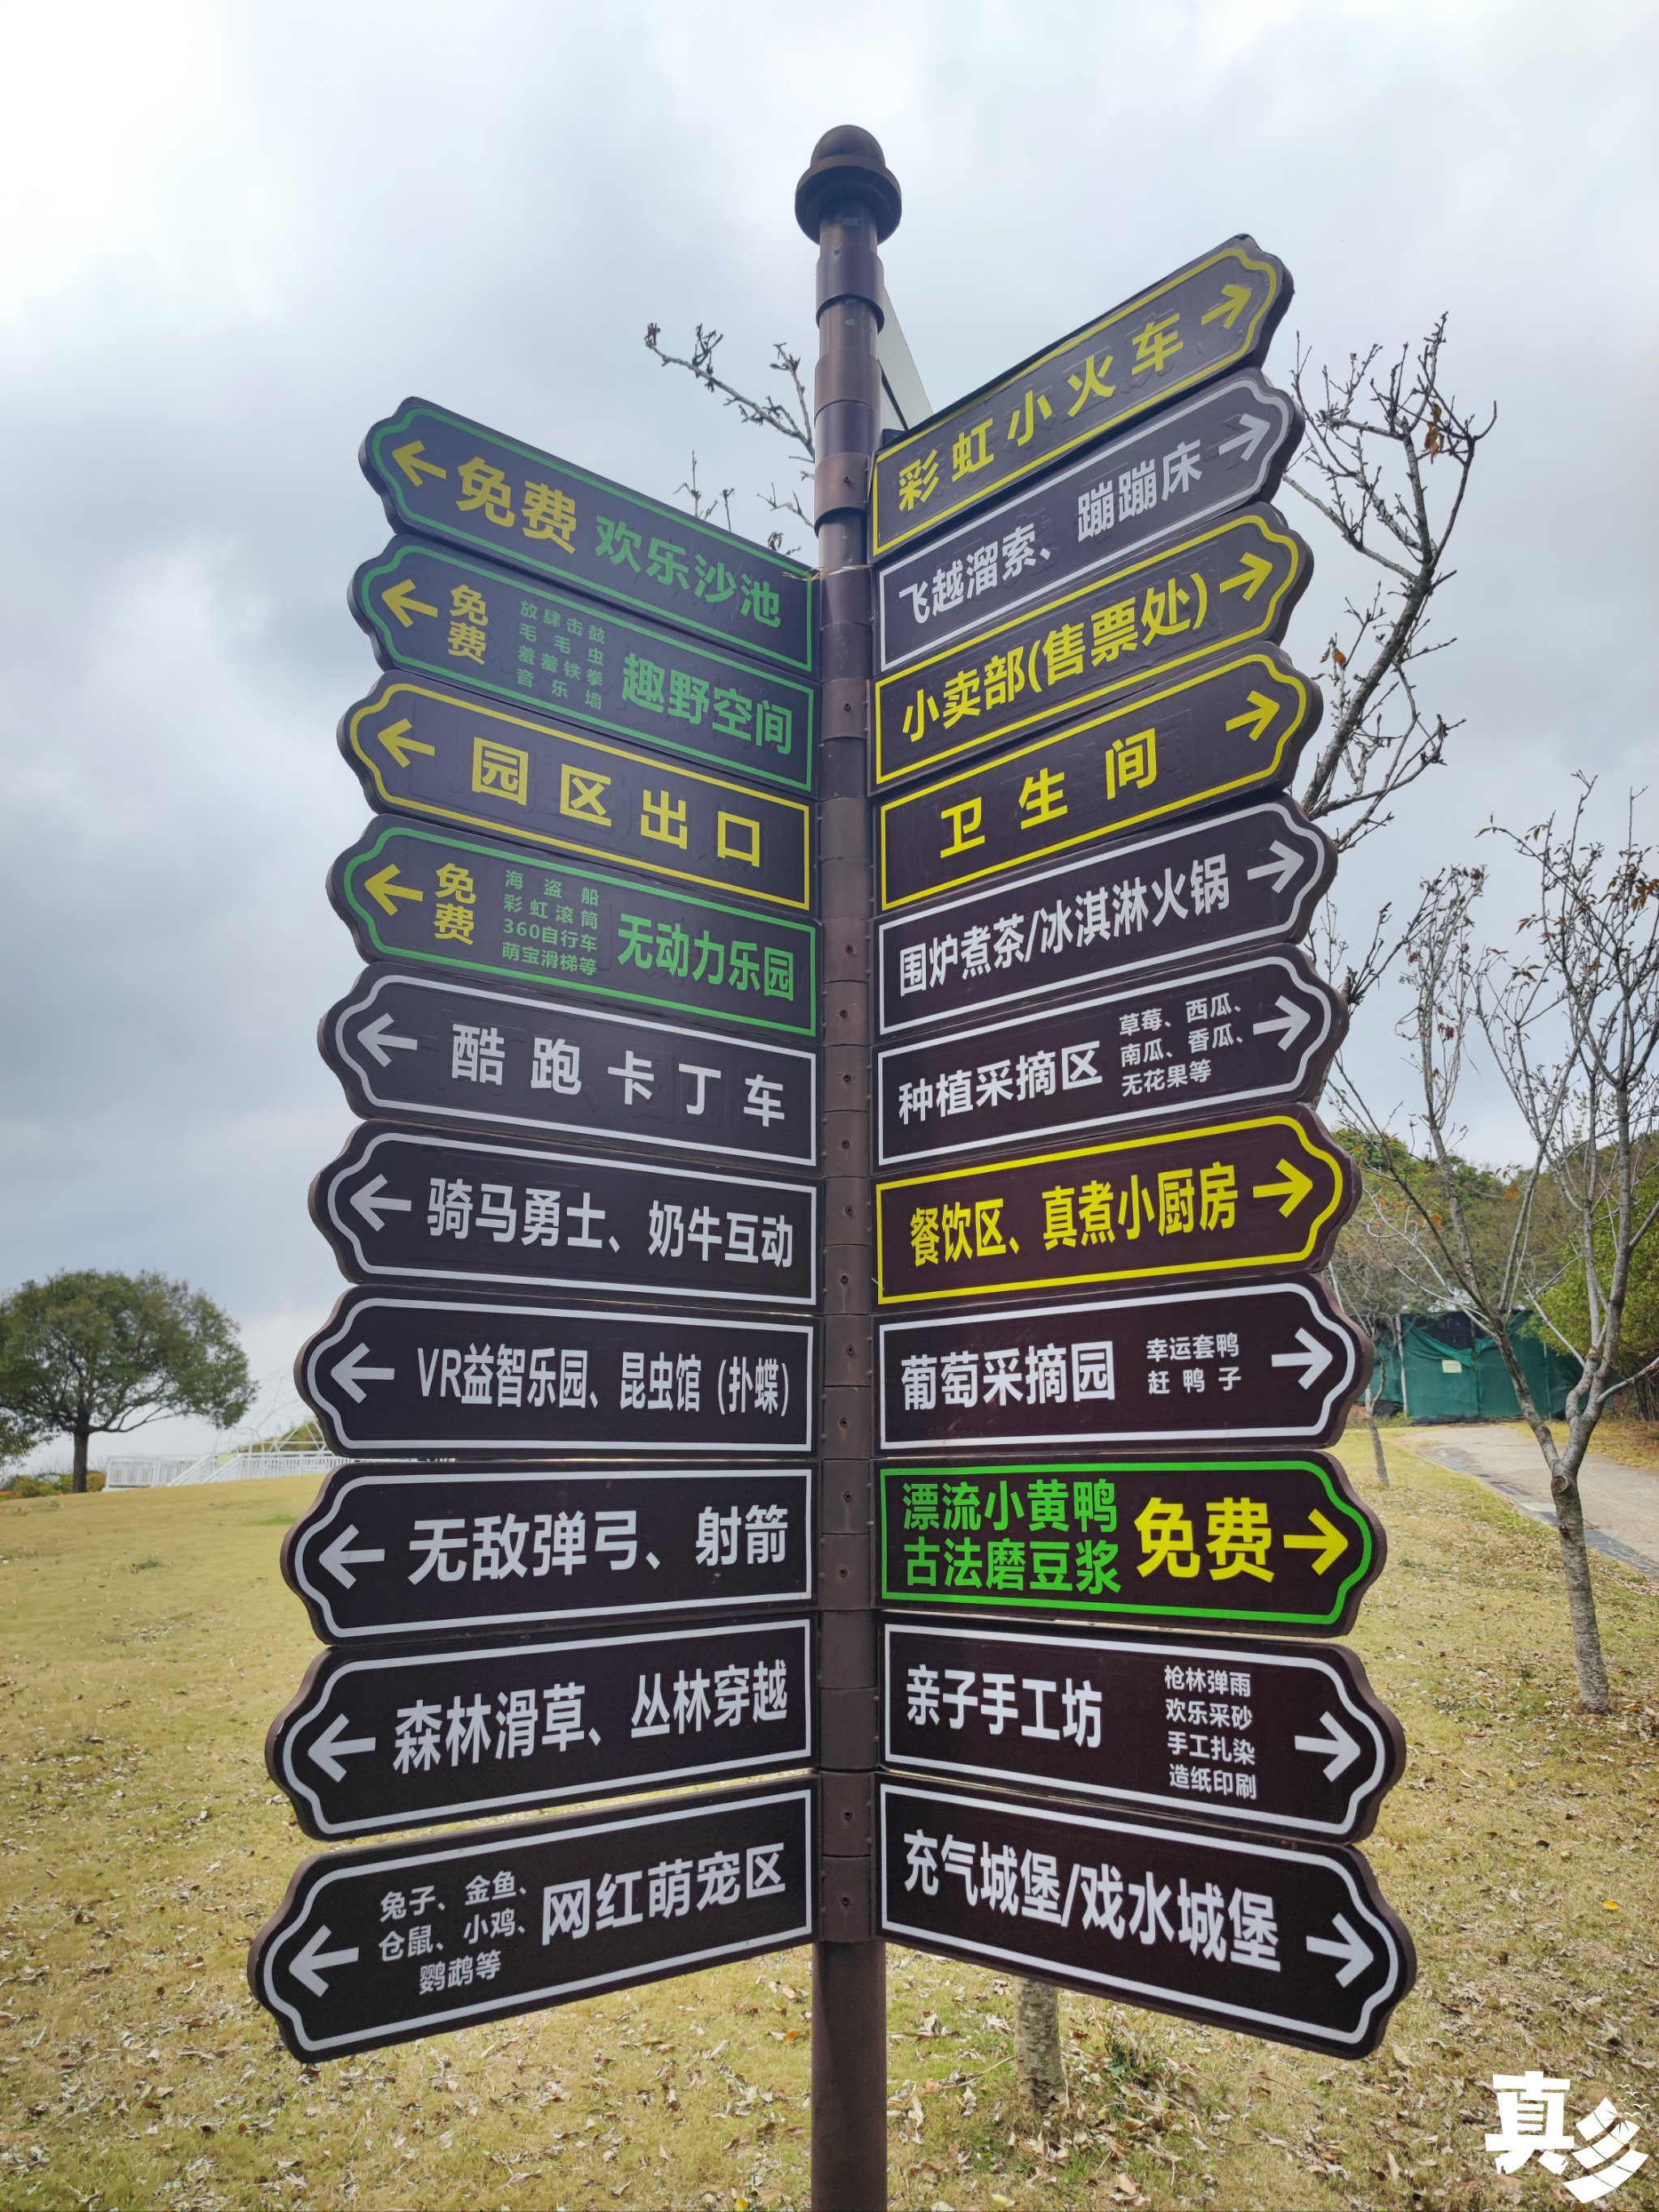 免费 欢乐沙池
免费
放肆击鼓
毛毛虫
羞羞铁拳
音乐墙
趣野空间
园区出口
免费
海盗船
彩虹滚筒
360自行车
萌宝滑梯等
无动力乐园
酷跑卡丁车
骑马勇士、奶牛互动
VR益智乐园、昆虫馆（扑蝶）
无敌弹弓、射箭
森林滑草、丛林穿越
兔子、金鱼、
仓鼠、小鸡、
鹦鹉等
网红萌宠区
彩虹小火车
飞越溜索、蹦蹦床
小卖部(售票处)
卫生间
围炉煮茶/冰淇淋火锅
种植采摘区
草莓、西瓜、
南瓜、香瓜、
无花果等
餐饮区、真煮小厨房
葡萄采摘园
幸运套鸭
赶鸭子
漂流小黄鸭
古法磨豆浆
免费
亲子手工坊
枪林弹雨
欢乐采砂
手工扎染
造纸印刷
充气城堡/戏水城堡
真乡